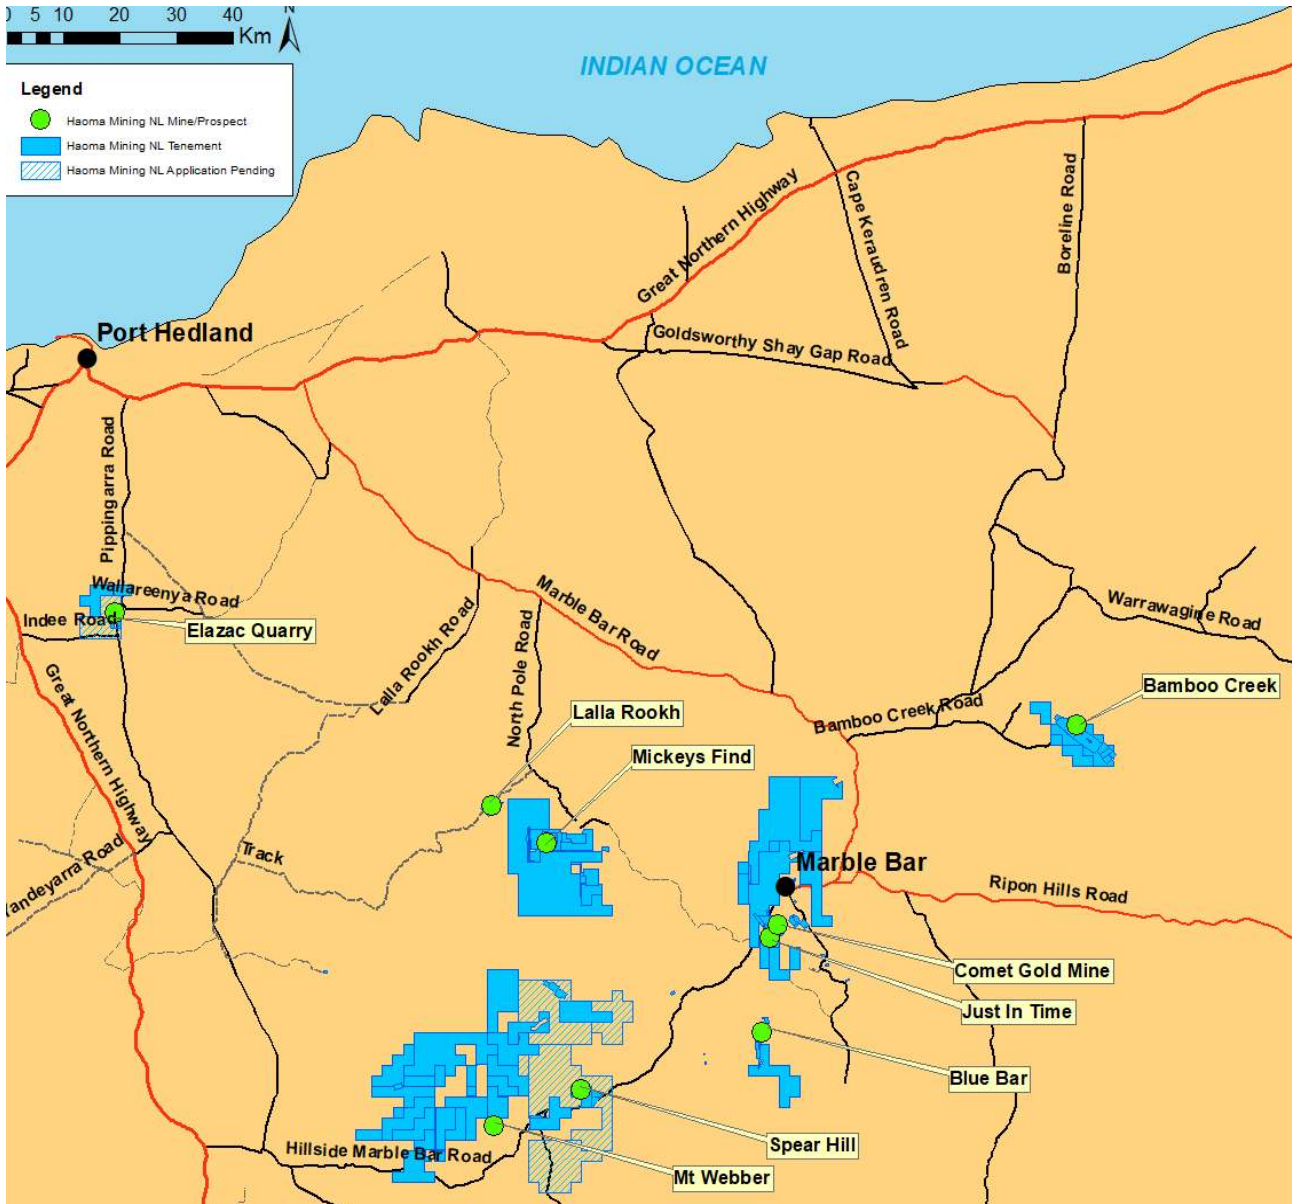 0 5 10 20 30 40
Km
N
INDIAN OCEAN
Legend
Haoma Mining NL Mine/Prospect
Haoma Mining NL Tenement
Haoma Mining NL Application Pending
Great Northern Highway
Cape Keraudren Road
Boreline Road
Port Hedland
Goldsworthy Shay Gap Road
Pippingarra Road
Wallareenya Road
Indee Road
Elazac Quarry
Marble Bar Road
Warrawagine Road
Lalla Rookh Road
North Pole Road
Great Northern Highway
Bamboo Creek
Bamboo Creek Road
Lalla Rookh
Mickeys Find
Track
Yandeyarra Road
Marble Bar
Ripon Hills Road
Comet Gold Mine
Just In Time
Blue Bar
Spear Hill
Hillside Marble Bar Road
Mt Webber